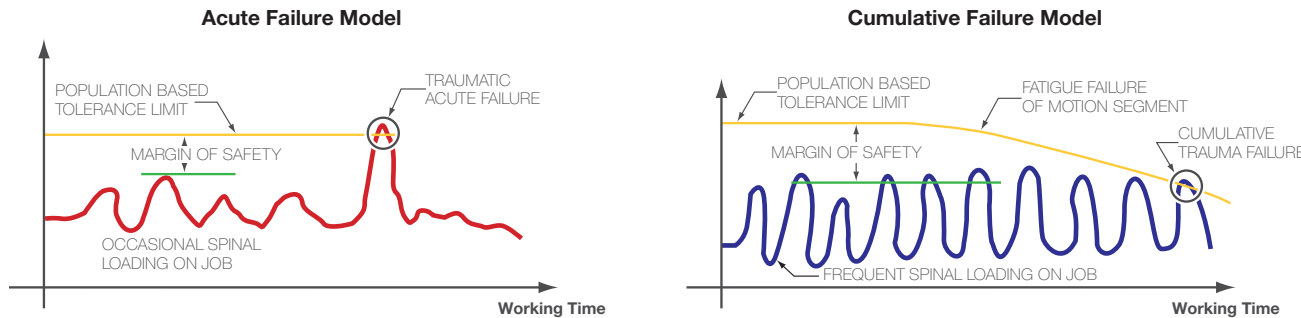 Acute Failure Model
POPULATION BASED
TOLERANCE LIMIT
TRAUMATIC
ACUTE FAILURE
MARGIN OF SAFETY
OCCASIONAL SPINAL
LOADING ON JOB
Working Time
Cumulative Failure Model
POPULATION BASED
TOLERANCE LIMIT
FATIGUE FAILURE
OF MOTION SEGMENT
MARGIN OF SAFETY
CUMULATIVE
TRAUMA FAILURE
FREQUENT SPINAL LOADING ON JOB
Working Time